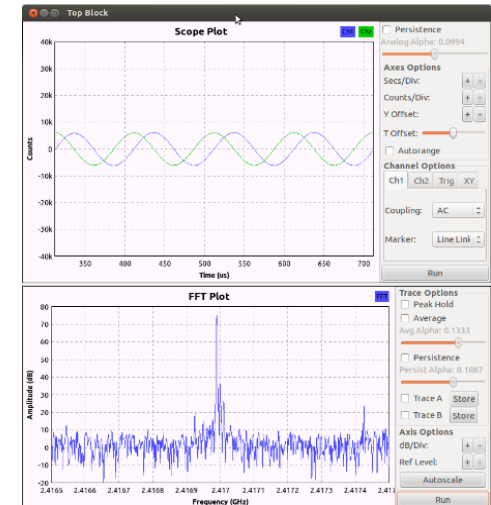 Top Block
Scope Plot
Ch1 Ch2
40k
30k
20k
10k
0
-10k
-20k
-30k
-40k
Counts
350 400 450 500 550 600 650 700
Time (us)
Persistence
Analog Alpha: 0.0994
Axes Options
Secs/Div: + -
Counts/Div: + -
Y Offset: + -
T Offset:
Autorange
Channel Options
Ch1 Ch2 Trig XY
Coupling: AC
Marker: Line Link
Run
FFT Plot
FFT
80
70
60
50
40
30
20
10
0
-10
-20
Amplitude (dB)
2.4165 2.4166 2.4167 2.4168 2.4169 2.417 2.4171 2.4172 2.4173 2.4174 2.417
Frequency (GHz)
Trace Options
Peak Hold
Average
Avg Alpha: 0.1333
Persistence
Persist Alpha: 0.1887
Trace A Store
Trace B Store
Axis Options
dB/Div: + -
Ref Level: + -
Autoscale
Run